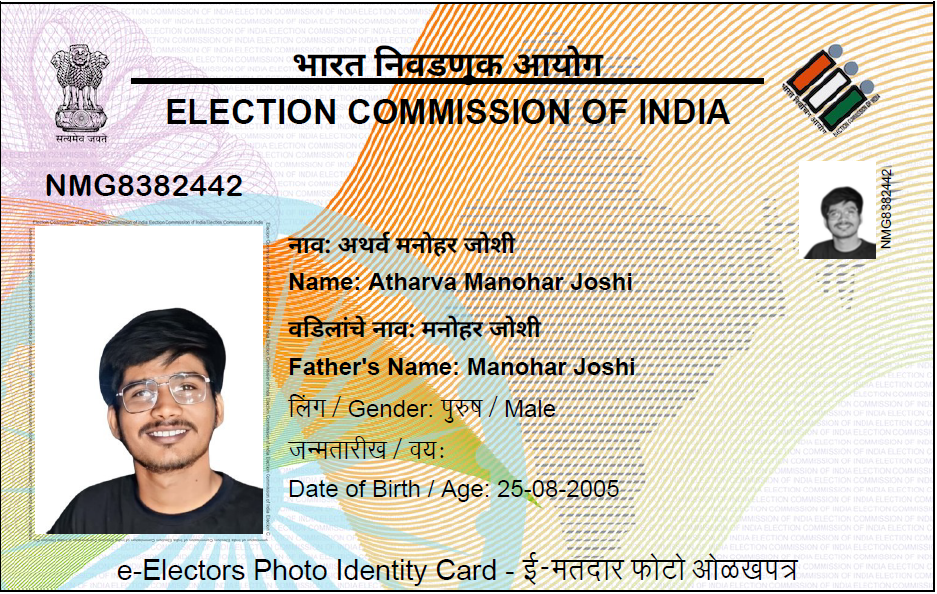 भारत निवडणुक आयोग
ELECTION COMMISSION OF INDIA
सत्यमेव जयते
NMG8382442
NMG8382442
नाव: अथर्व मनोहर जोशी
Name: Atharva Manohar Joshi
वडिलांचे नाव: मनोहर जोशी
Father's Name: Manohar Joshi
लिंग / Gender: पुरुष / Male
जन्मतारीख / वय:
Date of Birth / Age: 25-08-2005
e-Electors Photo Identity Card - ई-मतदार फोटो ओळखपत्र